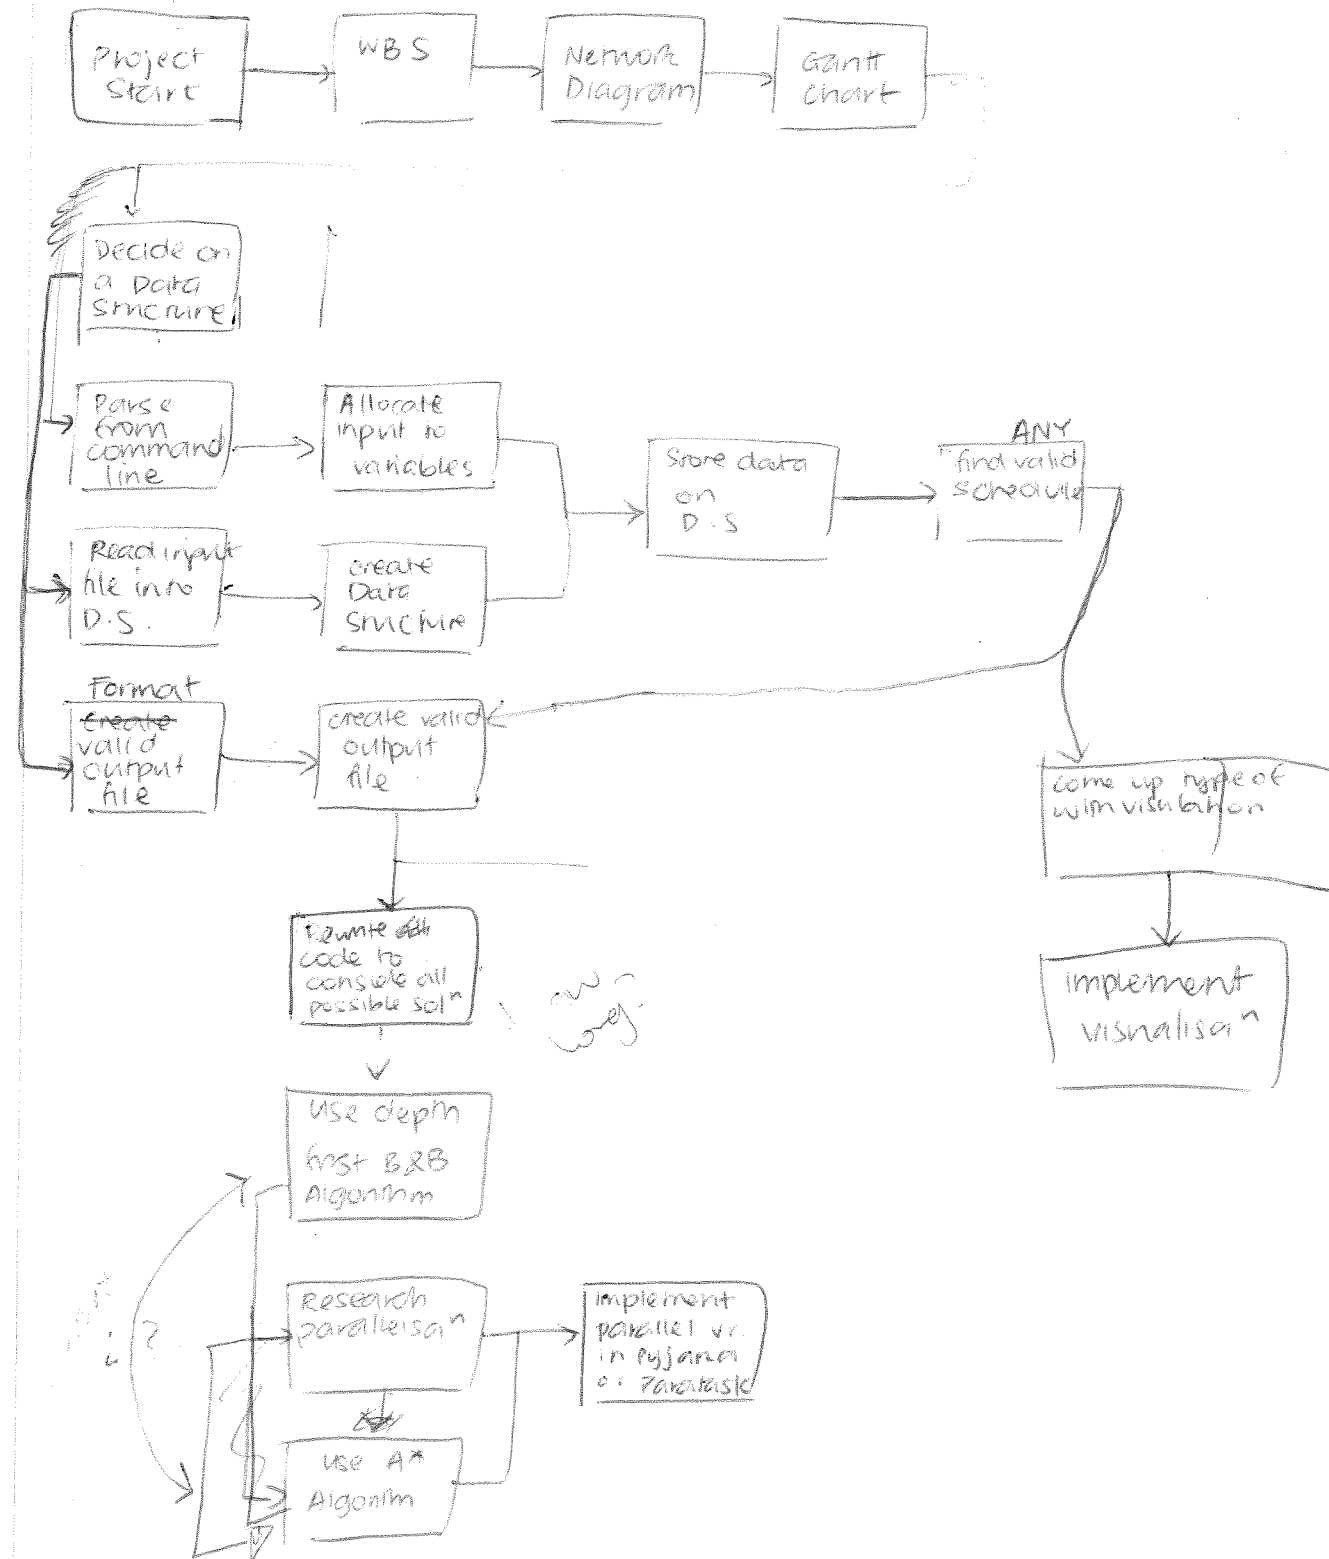 Project
Start
WBS
Network
Diagram
Gantt
Chart
Decide on
a Data
Structure
Parse
from
command
line
Allocate
input to
variables
Store data
on
D.S
ANY
find valid
schedule
Read input
file into
D.S.
create
Data
structure
Format
create
valid
output
file
create valid
output
file
come up type of
with
Rewrite
code to
consider all
possible solⁿ
Implement
visualisaⁿ
Use depth
first B&B
Algorithm
Research
parallelisaⁿ
?
Implement
parallel vr.
in Pyjama
or Paratask
Use A*
Algorithm